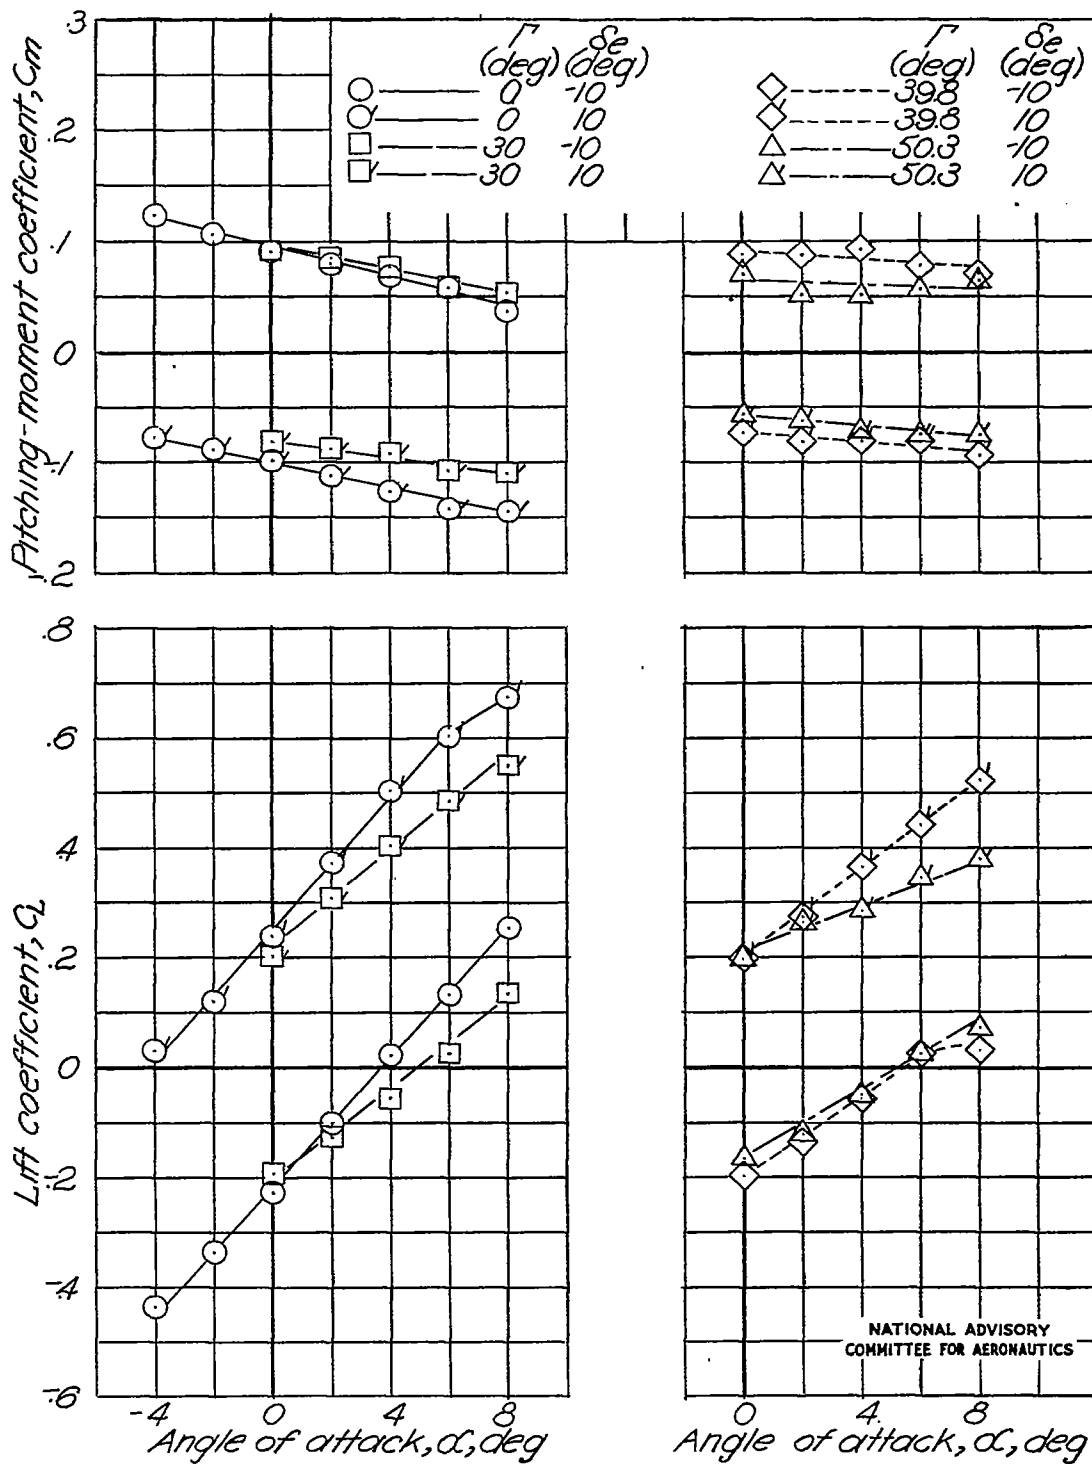 Γ δe Γ δe
(deg) (deg) (deg) (deg)
0 -10 39.8 -10
0 10 39.8 10
30 -10 50.3 -10
30 10 50.3 10
Pitching-moment coefficient, Cm
.3
.2
.1
0
-.1
.2
Lift coefficient, CL
.8
.6
.4
.2
0
-.2
-.4
-.6
NATIONAL ADVISORY
COMMITTEE FOR AERONAUTICS
-4 0 4 8 0 4 8
Angle of attack, α, deg Angle of attack, α, deg